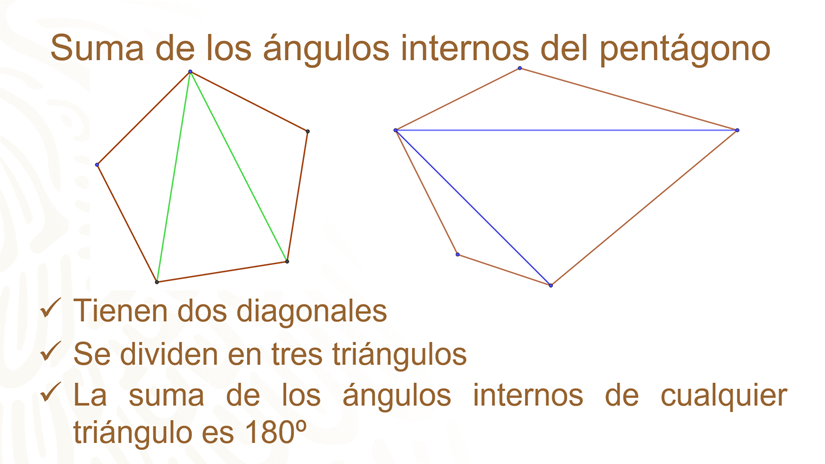 Suma de los ángulos internos del pentágono
✓ Tienen dos diagonales
✓ Se dividen en tres triángulos
✓ La suma de los ángulos internos de cualquier
triángulo es 180º